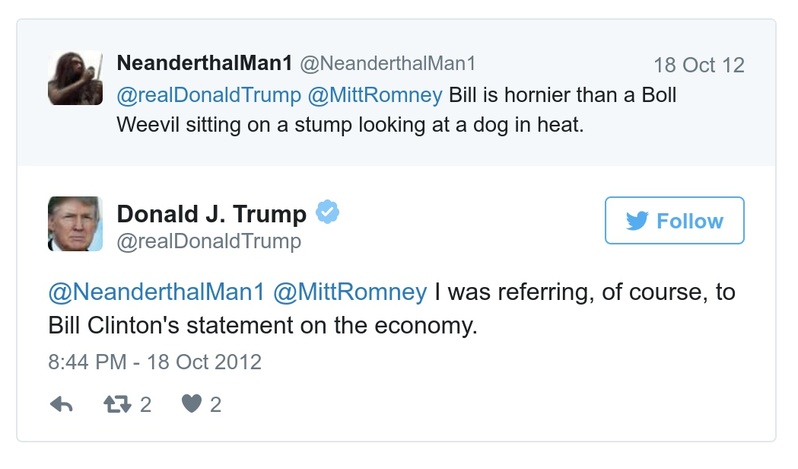 NeanderthalMan1 @NeanderthalMan1 18 Oct 12
@realDonaldTrump @MittRomney Bill is hornier than a Boll
Weevil sitting on a stump looking at a dog in heat.
Donald J. Trump
@realDonaldTrump
Follow
@NeanderthalMan1 @MittRomney I was referring, of course, to
Bill Clinton's statement on the economy.
8:44 PM - 18 Oct 2012
2 2